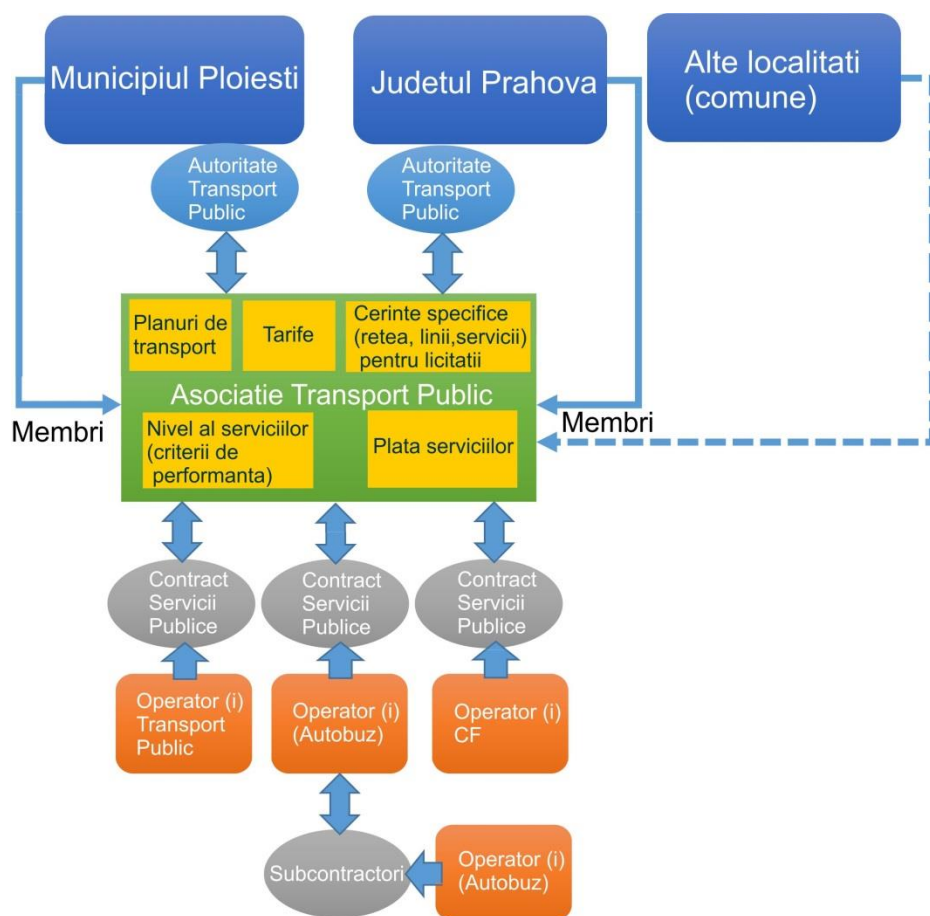 Municipiul Ploiesti
Judetul Prahova
Alte localitati
(comune)
Autoritate
Transport
Public
Autoritate
Transport
Public
Planuri de
transport
Tarife
Cerinte specifice
(retea, linii,servicii)
pentru licitatii
Asociatie Transport Public
Membri
Membri
Nivel al serviciilor
(criterii de
performanta)
Plata serviciilor
Contract
Servicii
Publice
Contract
Servicii
Publice
Contract
Servicii
Publice
Operator (i)
Transport
Public
Operator (i)
(Autobuz)
Operator (i)
CF
Subcontractori
Operator (i)
(Autobuz)